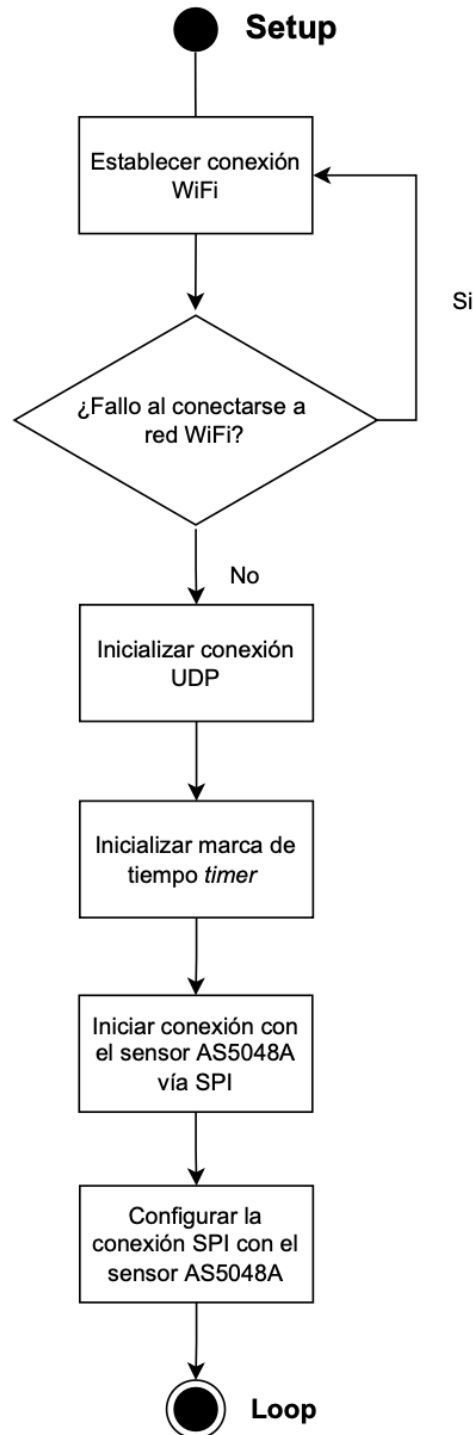 Setup
Establecer conexión
WiFi
Si
¿Fallo al conectarse a
red WiFi?
No
Inicializar conexión
UDP
Inicializar marca de
tiempo timer
Iniciar conexión con
el sensor AS5048A
vía SPI
Configurar la
conexión SPI con el
sensor AS5048A
Loop